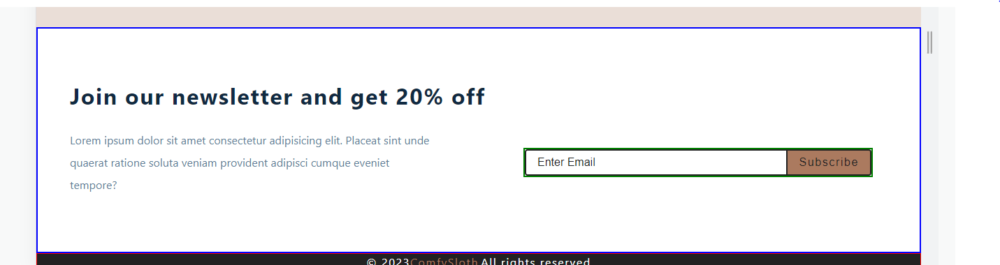 Join our newsletter and get 20% off
Lorem ipsum dolor sit amet consectetur adipisicing elit. Placeat sint unde
quaerat ratione soluta veniam provident adipisci cumque eveniet
tempore?
Enter Email
Subscribe
© 2023ComfySloth All rights reserved